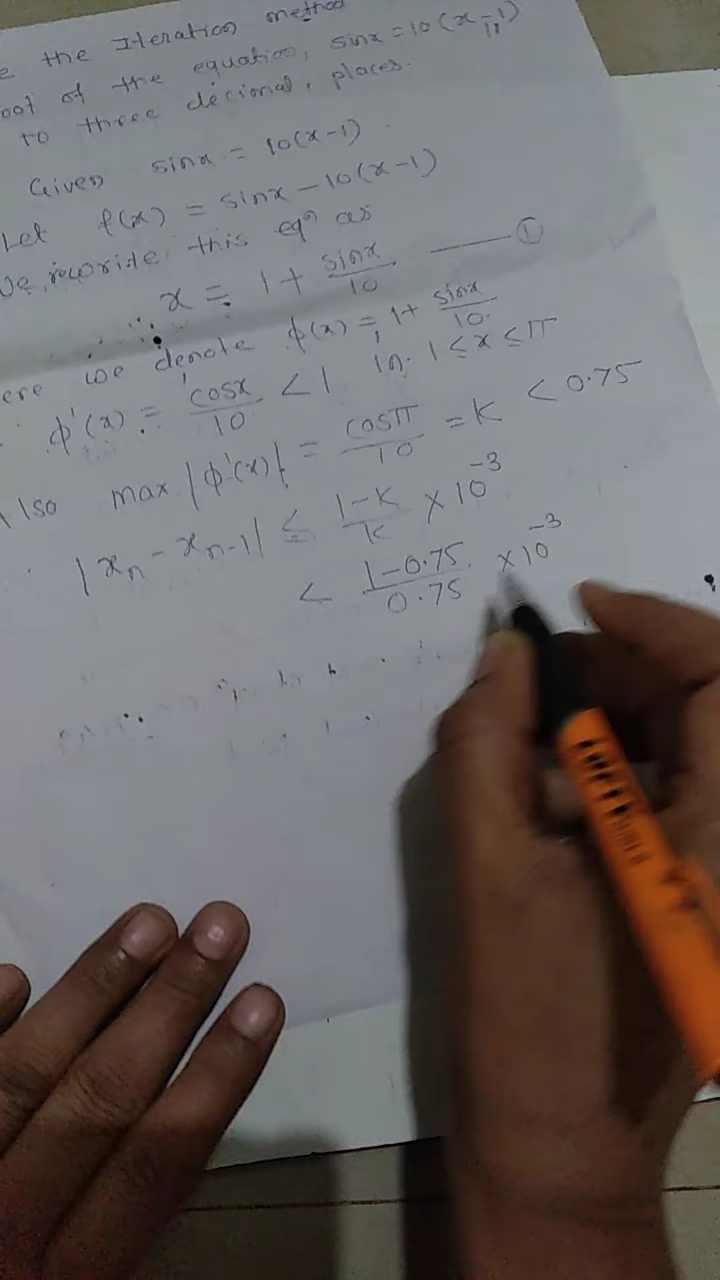 the Iteration method
of the equation, sinx = 10(x-1)
to three decional, places.
Given sinx = 10(x-1)
Let f(x) = sinx - 10(x-1)
rewrite this eqn as
∴ x = 1 + sinx/10 —— ①
we denote ϕ(x) = 1 + sinx/10.
ϕ'(x) = cosx/10 < 1 in 1 ≤ x ≤ π
Also max |ϕ'(x)| = cosπ/10 = K < 0.75
|xn - xn-1| ≤ 1-K/K × 10^-3
< 1-0.75/0.75 × 10^-3